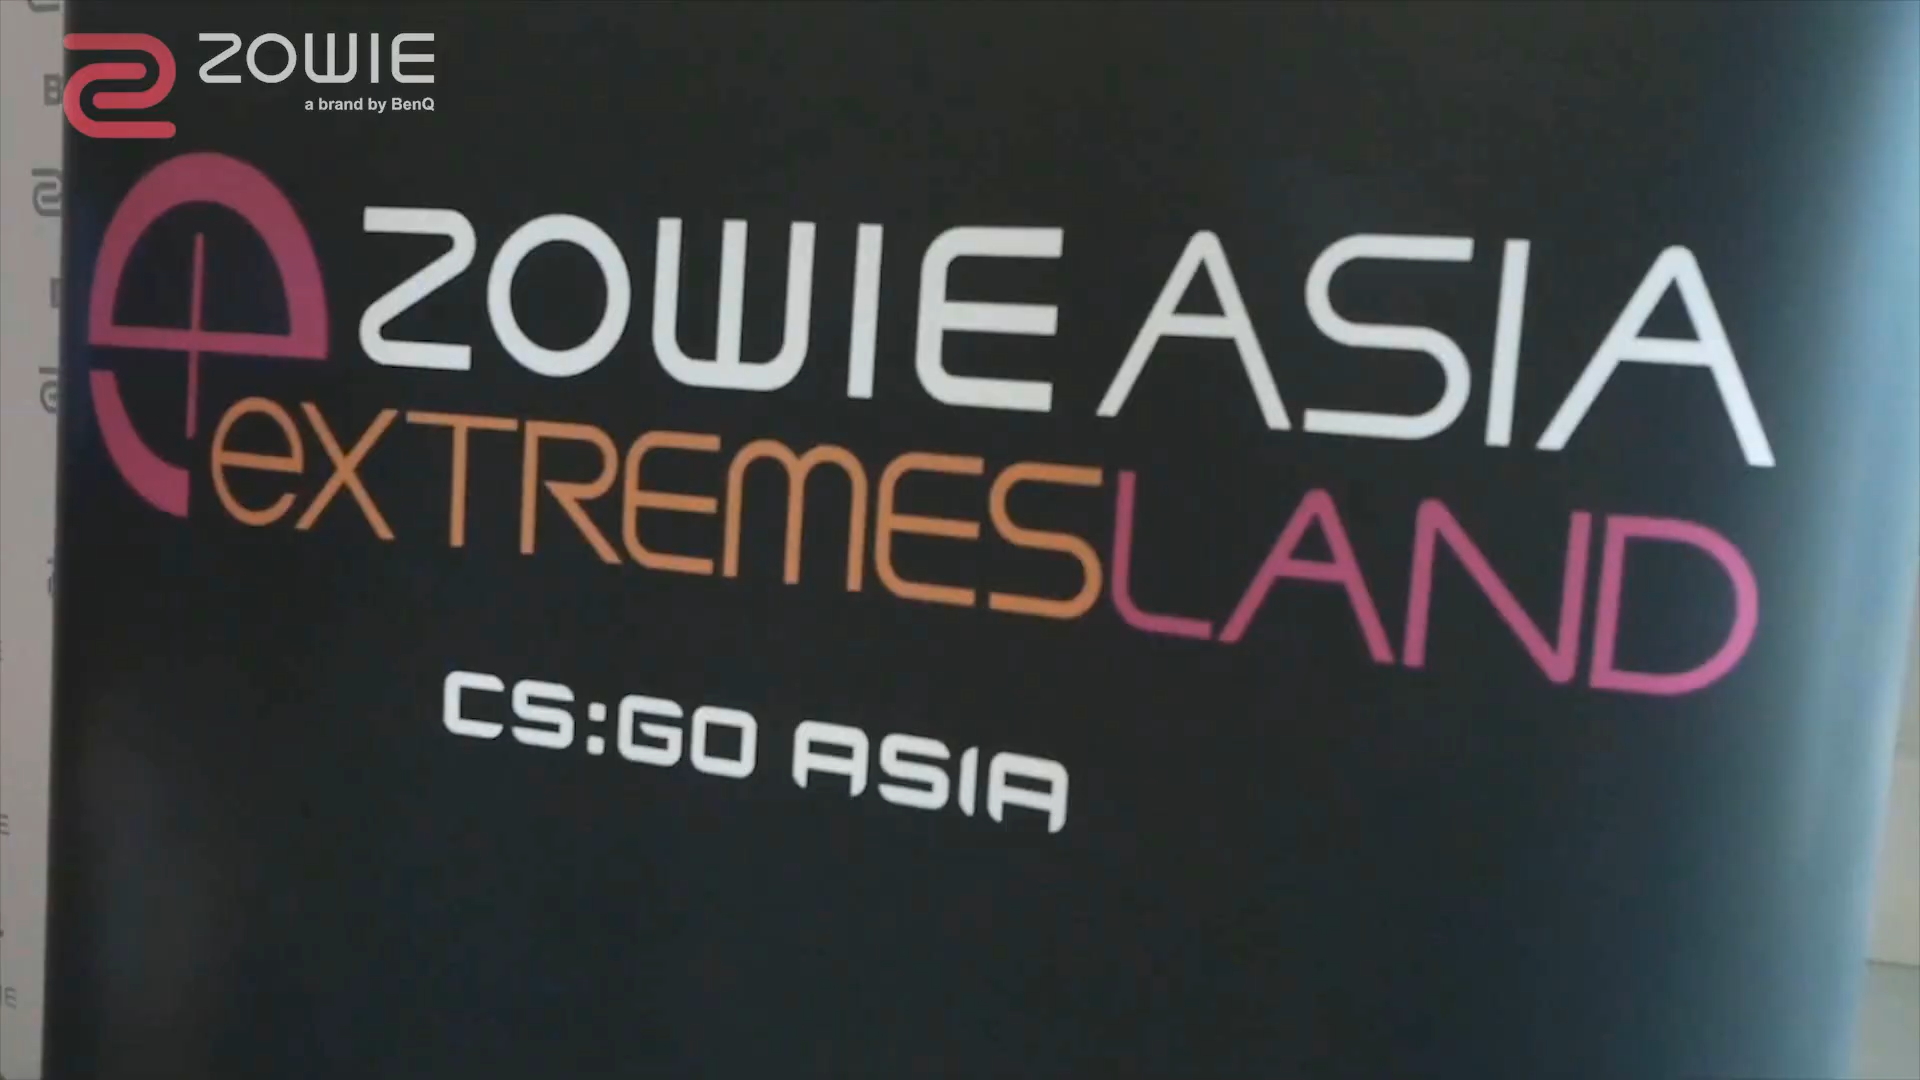 ZOWIE
a brand by BenQ
ZOWIE ASIA
eXTREMESLAND
CS:GO ASIA